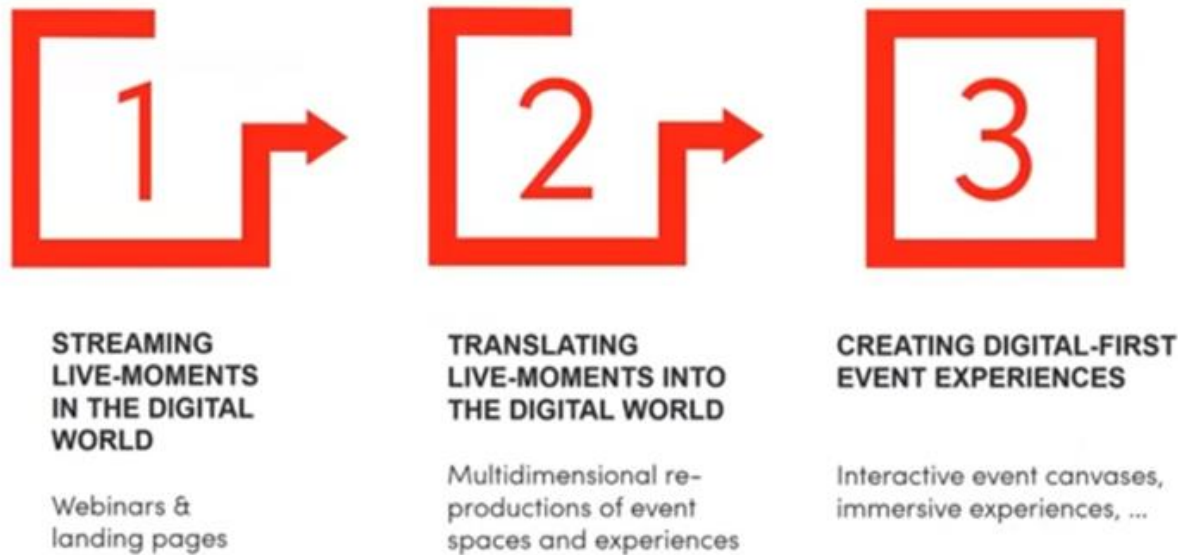 1
STREAMING
LIVE-MOMENTS
IN THE DIGITAL
WORLD
Webinars &
landing pages
2
TRANSLATING
LIVE-MOMENTS INTO
THE DIGITAL WORLD
Multidimensional re-
productions of event
spaces and experiences
3
CREATING DIGITAL-FIRST
EVENT EXPERIENCES
Interactive event canvases,
immersive experiences, ...